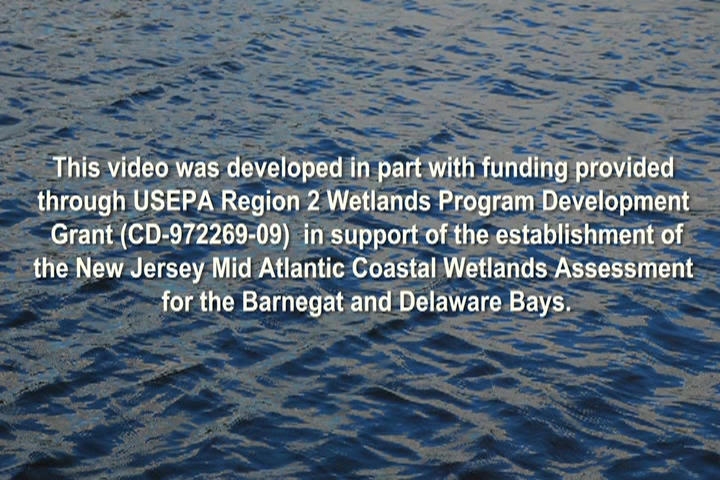 This video was developed in part with funding provided
through USEPA Region 2 Wetlands Program Development
Grant (CD-972269-09)  in support of the establishment of
the New Jersey Mid Atlantic Coastal Wetlands Assessment
for the Barnegat and Delaware Bays.